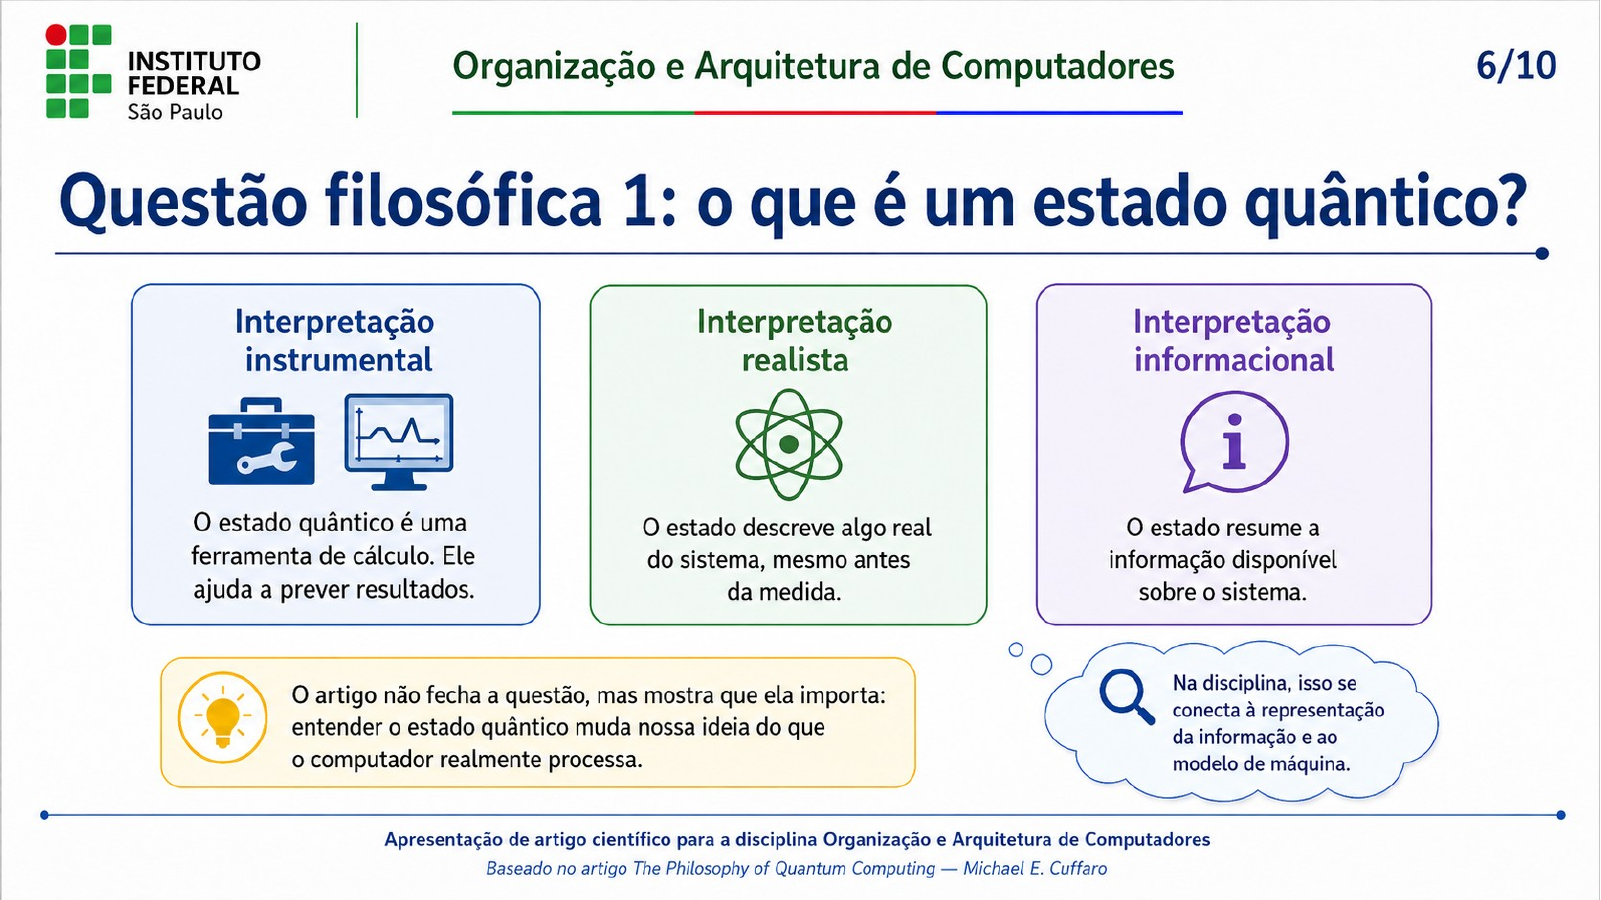 INSTITUTO
FEDERAL
São Paulo
Organização e Arquitetura de Computadores
6/10
Questão filosófica 1: o que é um estado quântico?
Interpretação
instrumental
O estado quântico é uma
ferramenta de cálculo. Ele
ajuda a prever resultados.
Interpretação
realista
O estado descreve algo real
do sistema, mesmo antes
da medida.
Interpretação
informacional
i
O estado resume a
informação disponível
sobre o sistema.
O artigo não fecha a questão, mas mostra que ela importa:
entender o estado quântico muda nossa ideia do que
o computador realmente processa.
Na disciplina, isso se
conecta à representação
da informação e ao
modelo de máquina.
Apresentação de artigo científico para a disciplina Organização e Arquitetura de Computadores
Baseado no artigo The Philosophy of Quantum Computing — Michael E. Cuffaro